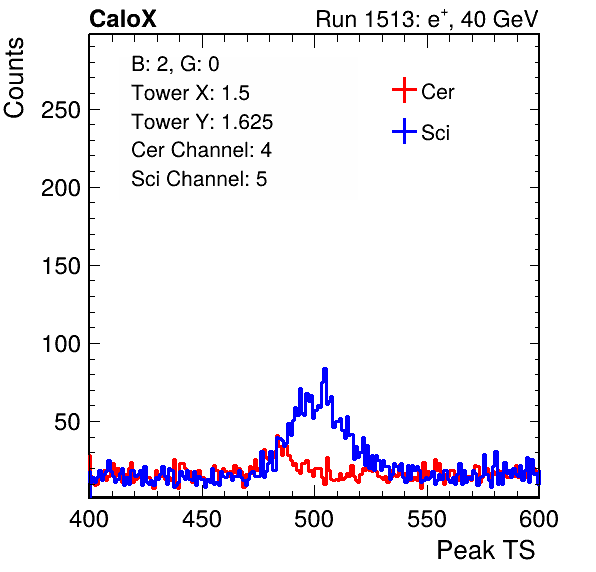 CaloX Run 1513: e⁺, 40 GeV
Counts
B: 2, G: 0
Tower X: 1.5
Tower Y: 1.625
Cer Channel: 4
Sci Channel: 5
Cer
Sci
250
200
150
100
50
400 450 500 550 600
Peak TS